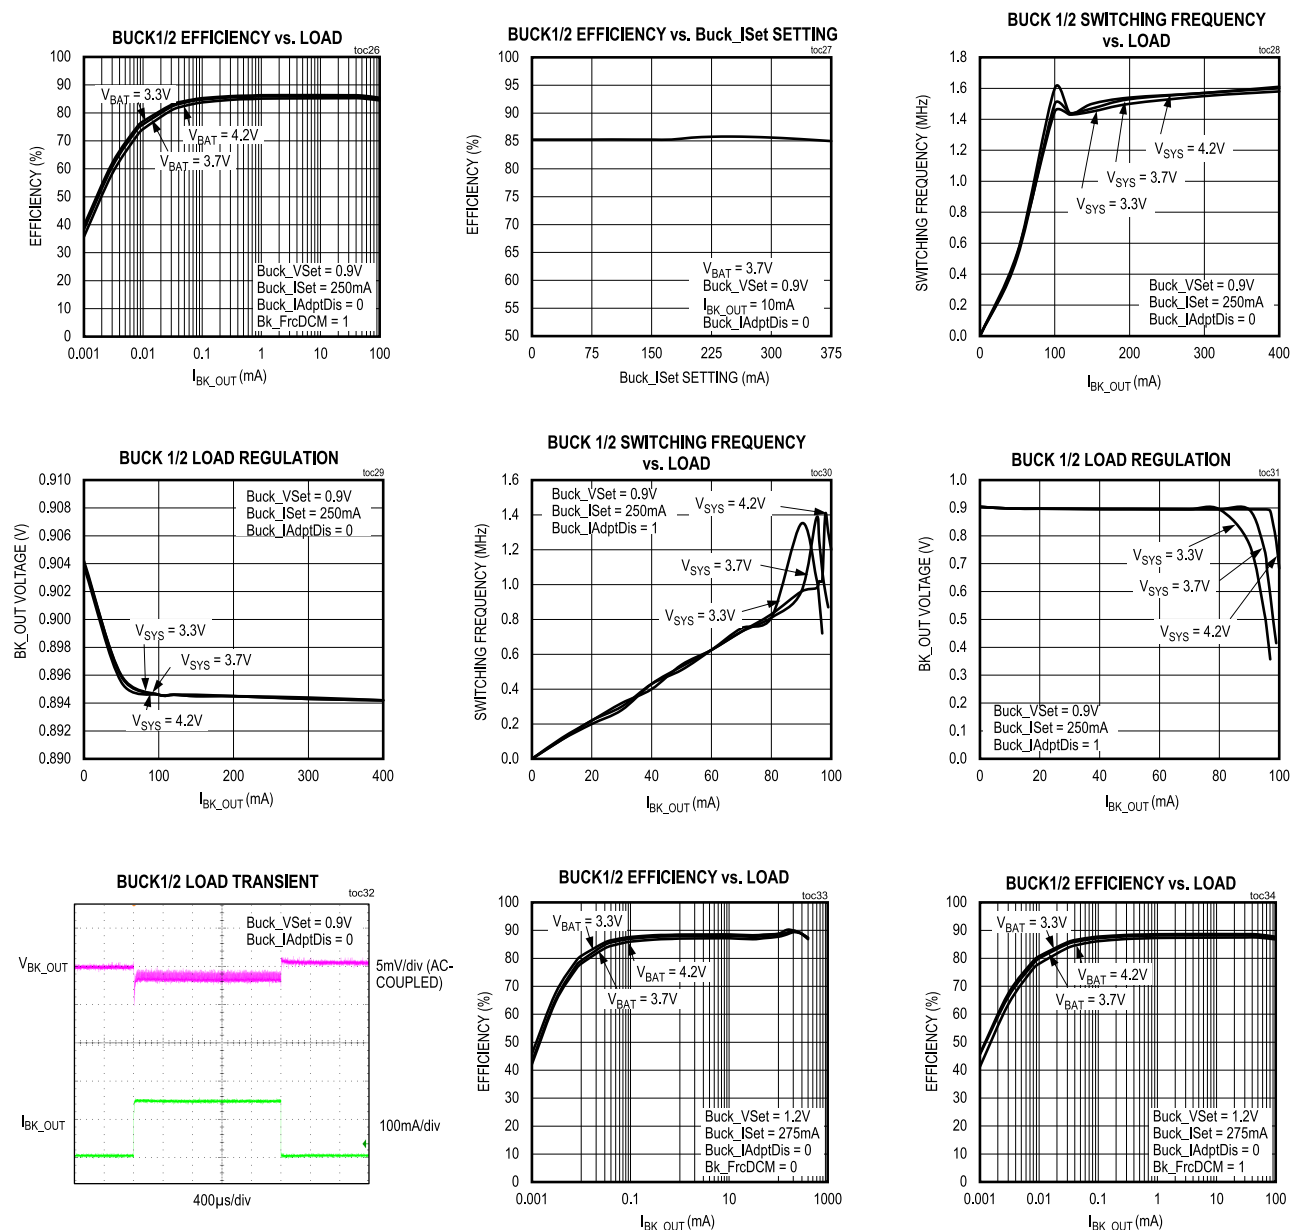 BUCK1/2 EFFICIENCY vs. LOAD
toc26
EFFICIENCY (%)
100
90
80
70
60
50
40
30
20
10
0
VBAT = 3.3V
VBAT = 4.2V
VBAT = 3.7V
Buck_VSet = 0.9V
Buck_ISet = 250mA
Buck_IAdptDis = 0
Bk_FrcDCM = 1
0.001 0.01 0.1 1 10 100
IBK_OUT (mA)
BUCK1/2 EFFICIENCY vs. Buck_ISet SETTING
toc27
EFFICIENCY (%)
100
95
90
85
80
75
70
65
60
55
50
VBAT = 3.7V
Buck_VSet = 0.9V
IBK_OUT = 10mA
Buck_IAdptDis = 0
0 75 150 225 300 375
Buck_ISet SETTING (mA)
BUCK 1/2 SWITCHING FREQUENCY
vs. LOAD
toc28
SWITCHING FREQUENCY (MHz)
1.8
1.6
1.4
1.2
1.0
0.8
0.6
0.4
0.2
0.0
VSYS = 4.2V
VSYS = 3.7V
VSYS = 3.3V
Buck_VSet = 0.9V
Buck_ISet = 250mA
Buck_IAdptDis = 0
0 100 200 300 400
IBK_OUT (mA)
BUCK 1/2 LOAD REGULATION
toc29
BK_OUT VOLTAGE (V)
0.910
0.908
0.906
0.904
0.902
0.900
0.898
0.896
0.894
0.892
0.890
Buck_VSet = 0.9V
Buck_ISet = 250mA
Buck_IAdptDis = 0
VSYS = 3.3V
VSYS = 3.7V
VSYS = 4.2V
0 100 200 300 400
IBK_OUT (mA)
BUCK 1/2 SWITCHING FREQUENCY
vs. LOAD
toc30
SWITCHING FREQUENCY (MHz)
1.6
1.4
1.2
1.0
0.8
0.6
0.4
0.2
0.0
Buck_VSet = 0.9V
Buck_ISet = 250mA
Buck_IAdptDis = 1
VSYS = 4.2V
VSYS = 3.7V
VSYS = 3.3V
0 20 40 60 80 100
IBK_OUT (mA)
BUCK 1/2 LOAD REGULATION
toc31
BK_OUT VOLTAGE (V)
1.0
0.9
0.8
0.7
0.6
0.5
0.4
0.3
0.2
0.1
0.0
VSYS = 3.3V
VSYS = 3.7V
VSYS = 4.2V
Buck_VSet = 0.9V
Buck_ISet = 250mA
Buck_IAdptDis = 1
0 20 40 60 80 100
IBK_OUT (mA)
BUCK1/2 LOAD TRANSIENT
toc32
Buck_VSet = 0.9V
Buck_IAdptDis = 0
VBK_OUT
5mV/div (AC-
COUPLED)
IBK_OUT
100mA/div
400µs/div
BUCK1/2 EFFICIENCY vs. LOAD
toc33
EFFICIENCY (%)
100
90
80
70
60
50
40
30
20
10
0
VBAT = 3.3V
VBAT = 4.2V
VBAT = 3.7V
Buck_VSet = 1.2V
Buck_ISet = 275mA
Buck_IAdptDis = 0
Bk_FrcDCM = 0
0.001 0.1 10 1000
IBK_OUT (mA)
BUCK1/2 EFFICIENCY vs. LOAD
toc34
EFFICIENCY (%)
100
90
80
70
60
50
40
30
20
10
0
VBAT = 3.3V
VBAT = 4.2V
VBAT = 3.7V
Buck_VSet = 1.2V
Buck_ISet = 275mA
Buck_IAdptDis = 0
Bk_FrcDCM = 1
0.001 0.01 0.1 1 10 100
IBK_OUT (mA)